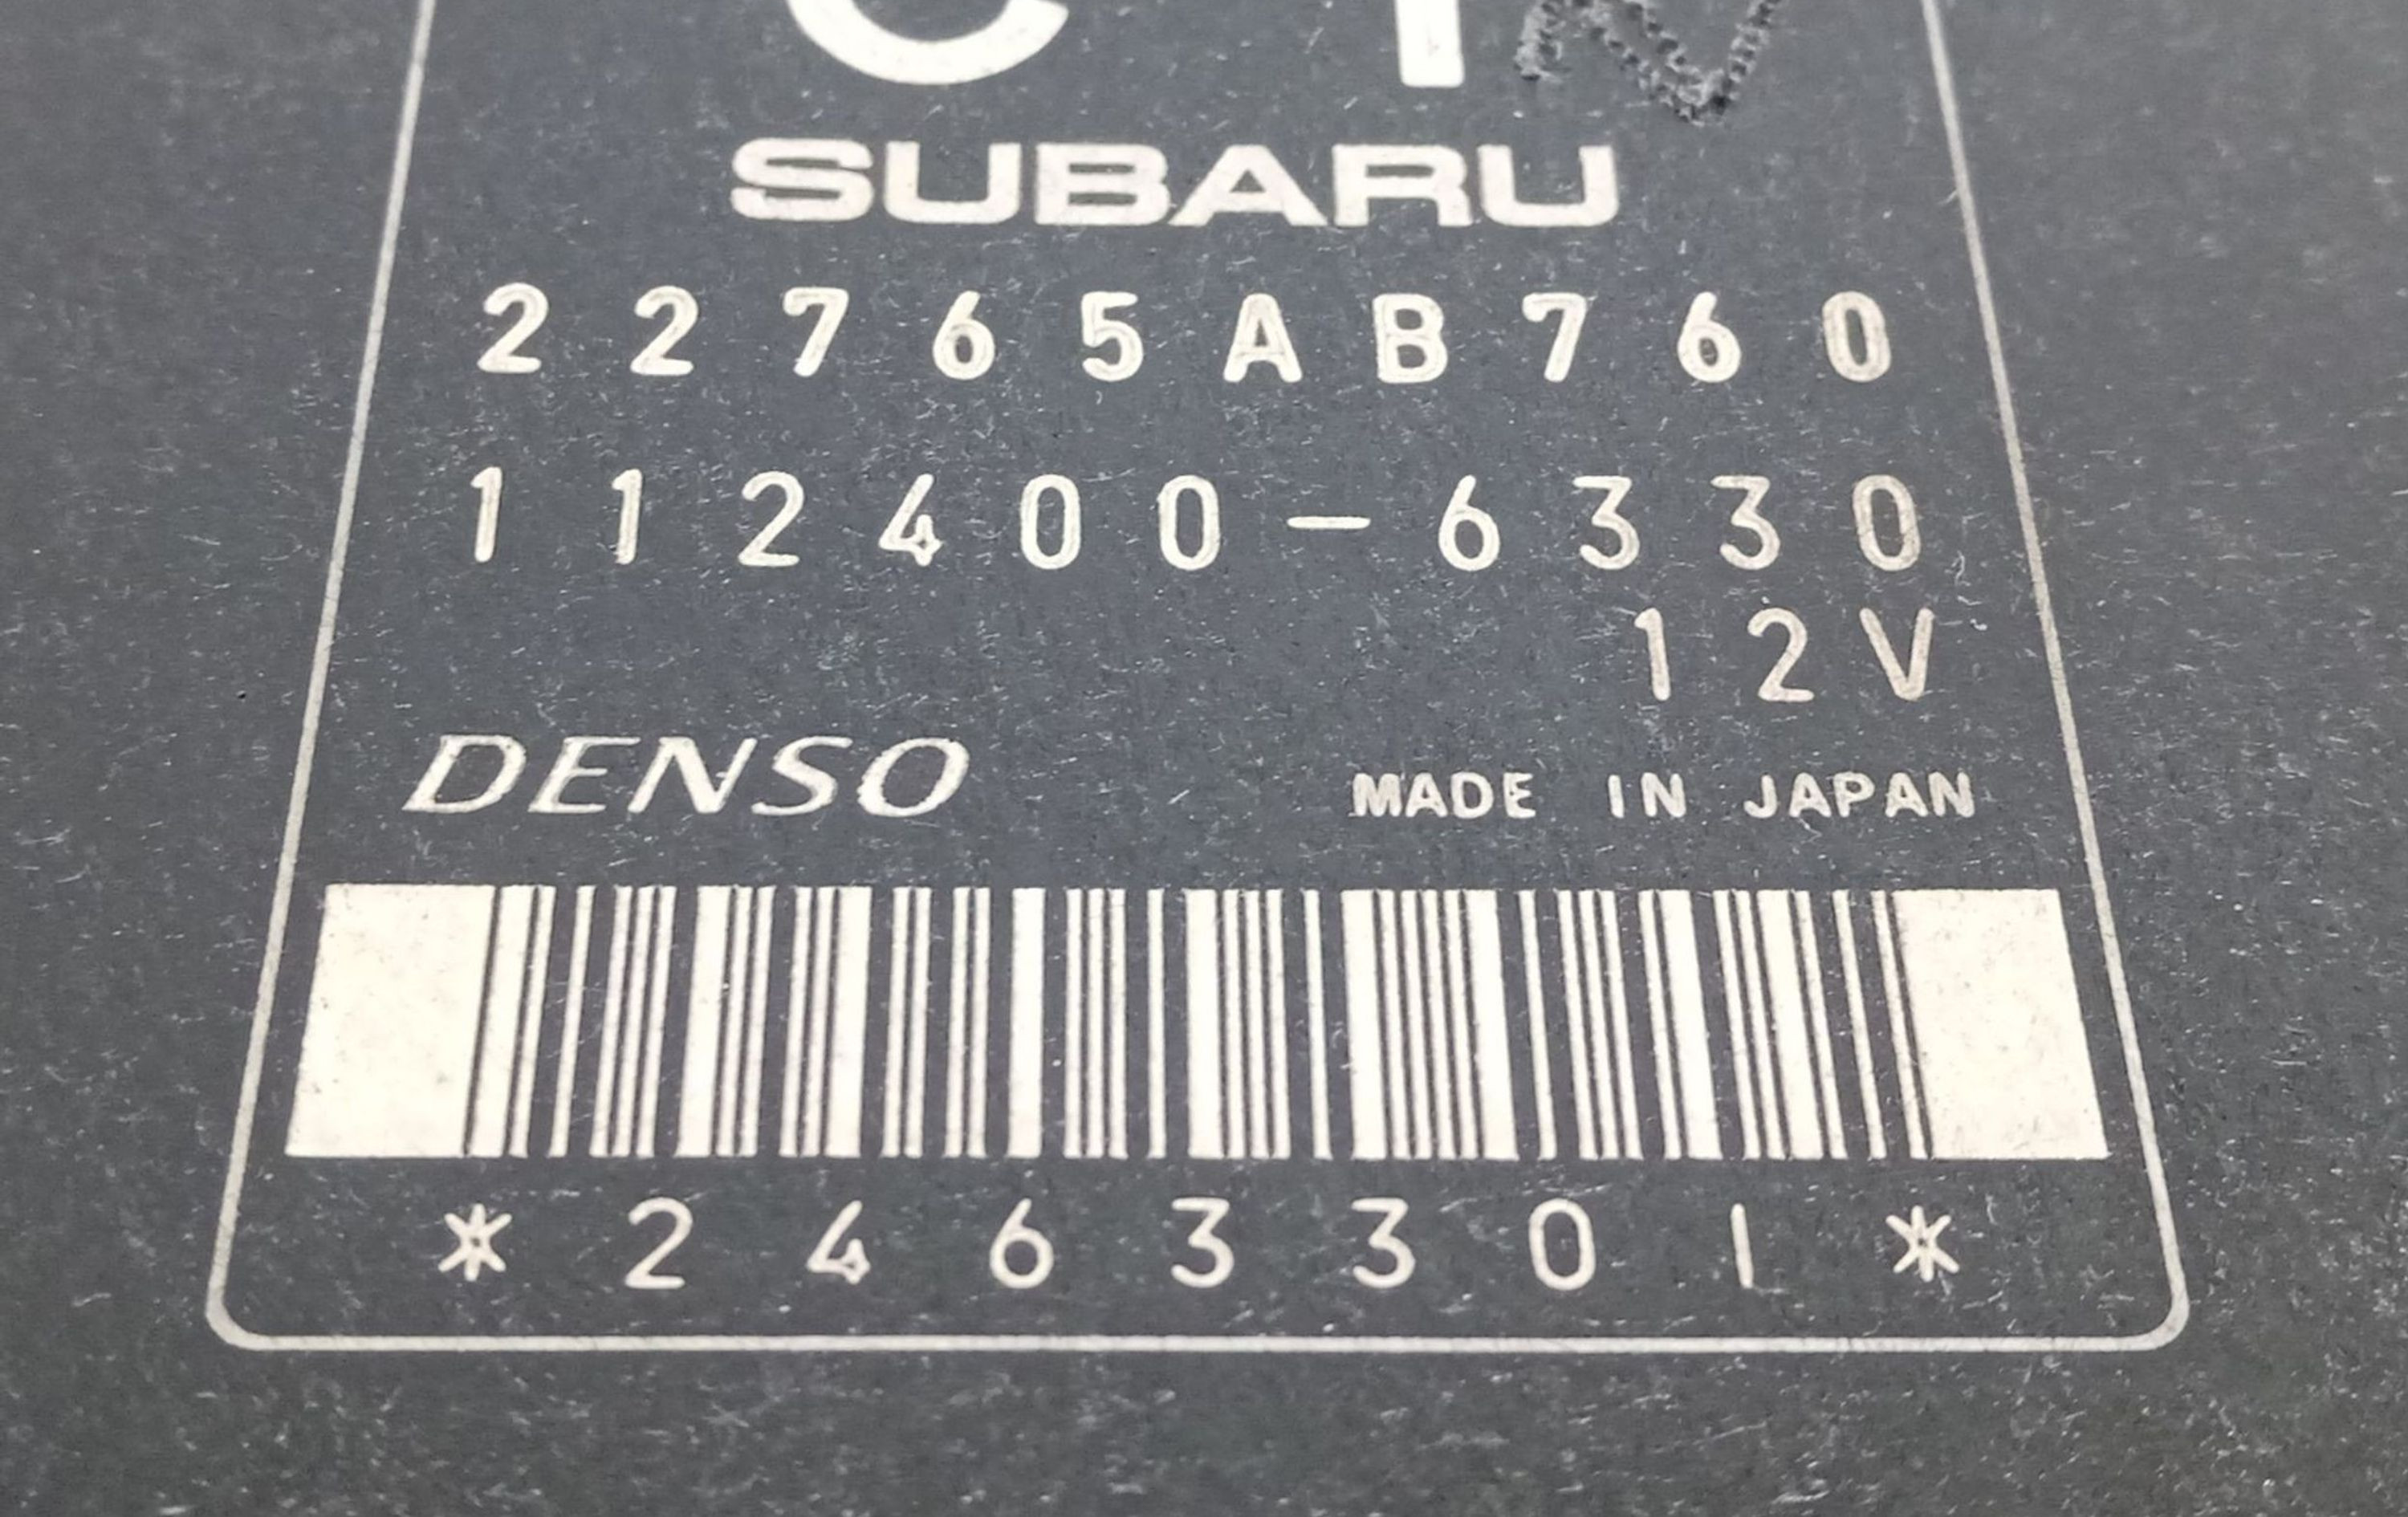 SUBARU
22765AB760
112400-6330
12V
DENSO MADE IN JAPAN
*2463301*